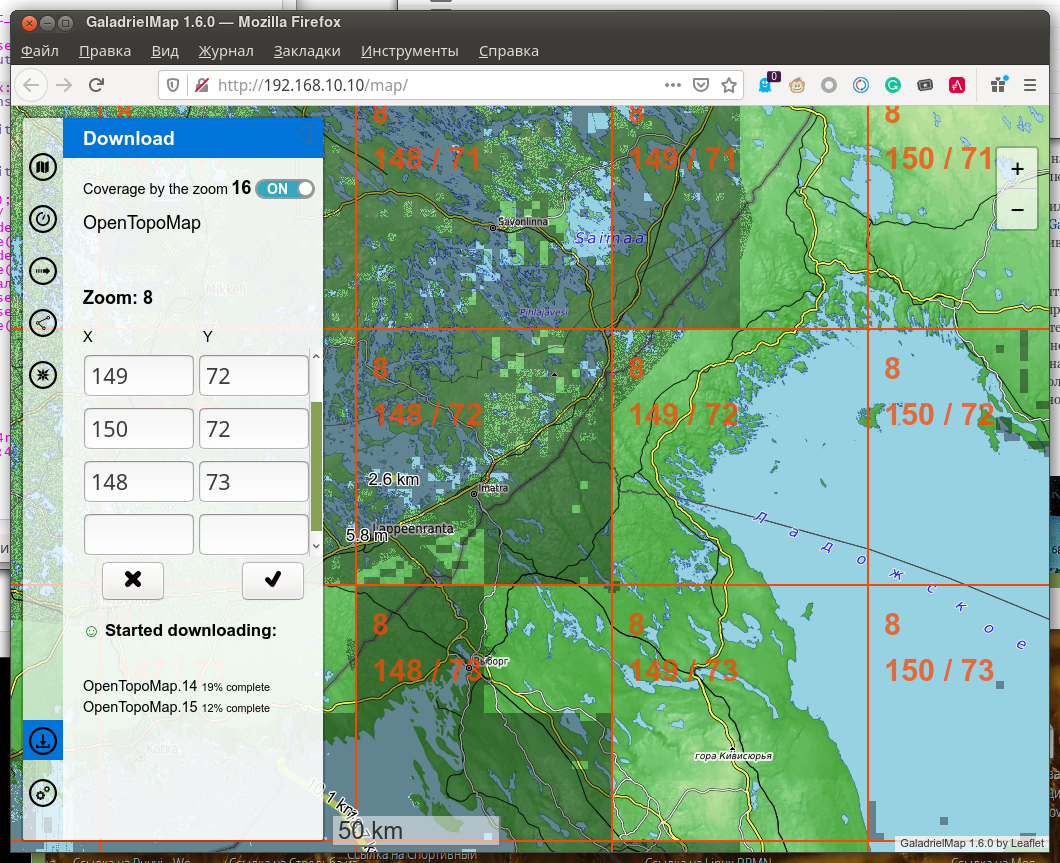 GaladrielMap 1.6.0 — Mozilla Firefox
Файл Правка Вид Журнал Закладки Инструменты Справка
http://192.168.10.10/map/
0
Download
Coverage by the zoom 16 ON
OpenTopoMap
Zoom: 8
X Y
149 72
150 72
148 73
Started downloading:
OpenTopoMap.14 19% complete
OpenTopoMap.15 12% complete
8
148 / 71
8
149 / 71
8
150 / 71
+
−
Savonlinna
Saimaa
Mikkeli
Pihlajavesi
8
148 / 72
8
149 / 72
8
150 / 72
2.6 km
Imatra
5.8 m
Lappeenranta
Ладожское
8
148 / 73
8
149 / 73
8
150 / 73
Выборг
Kotka
гора Кивисюрья
50 km
GaladrielMap 1.6.0 by Leaflet